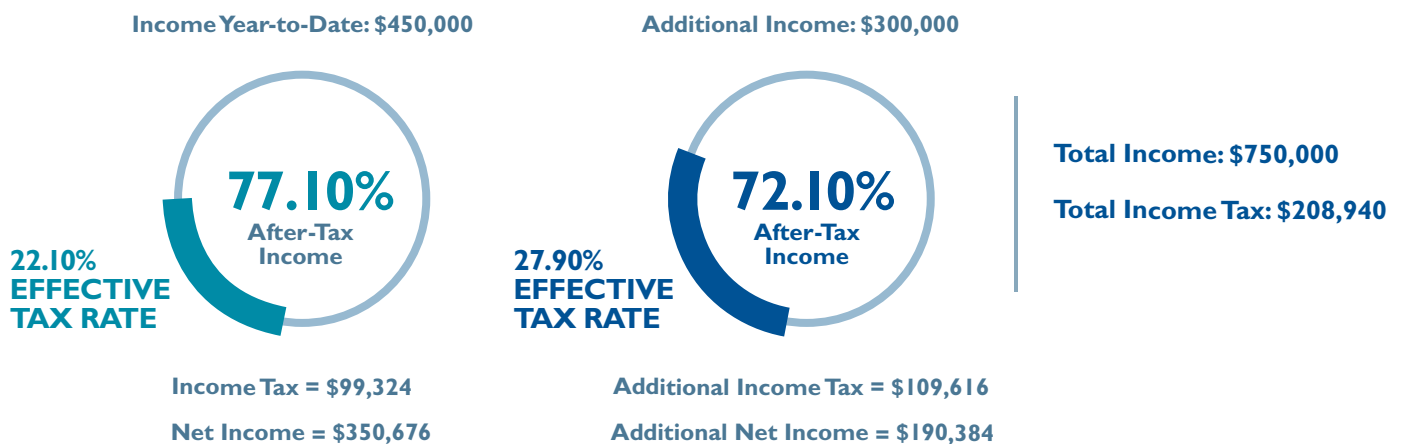 Income Year-to-Date: $450,000
77.10%
After-Tax
Income
22.10%
EFFECTIVE
TAX RATE
Income Tax = $99,324
Net Income = $350,676
Additional Income: $300,000
72.10%
After-Tax
Income
27.90%
EFFECTIVE
TAX RATE
Additional Income Tax = $109,616
Additional Net Income = $190,384
Total Income: $750,000
Total Income Tax: $208,940